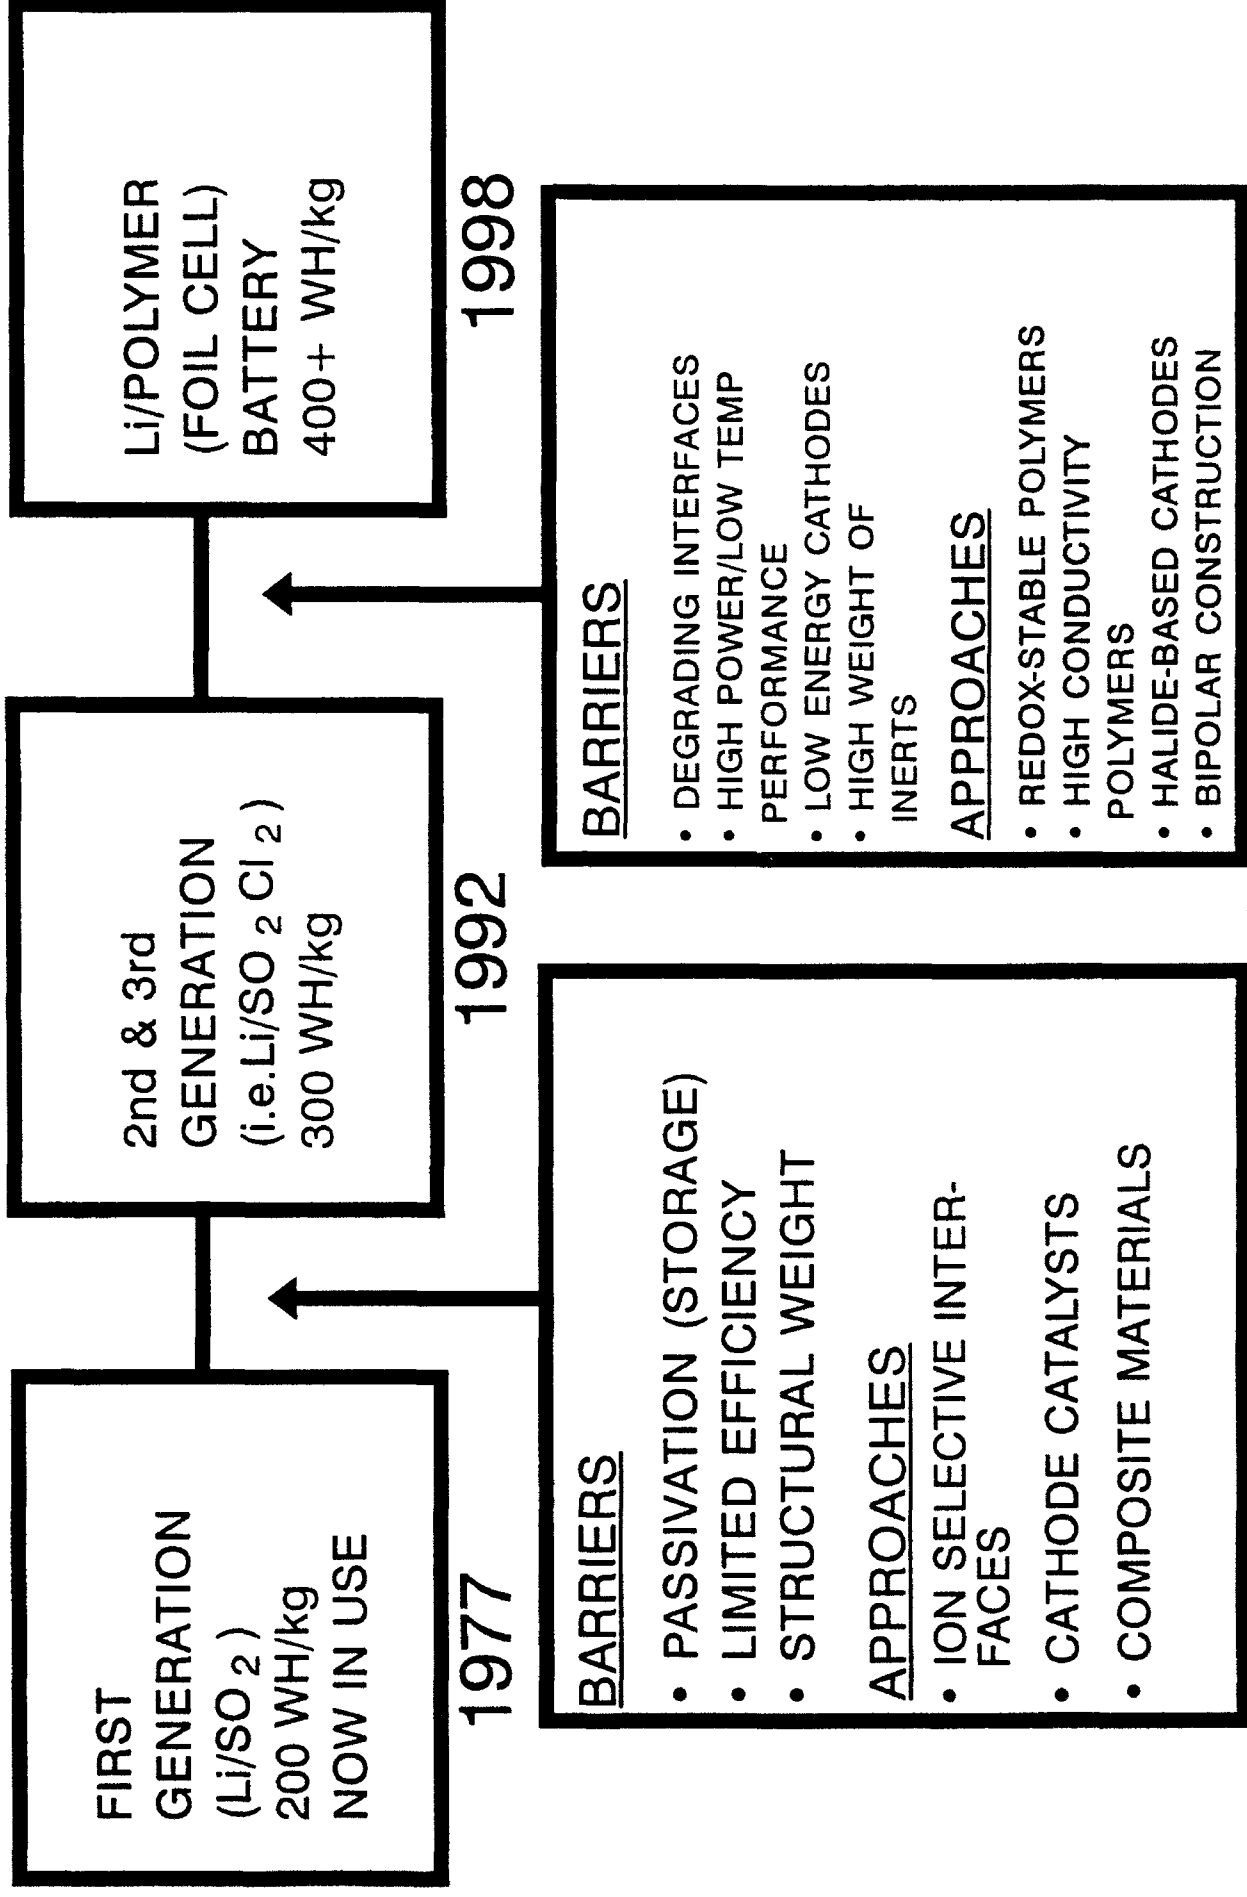 FIRST
GENERATION
(Li/SO2)
200 WH/kg
NOW IN USE
1977
2nd & 3rd
GENERATION
(i.e.Li/SO2Cl2)
300 WH/kg
1992
Li/POLYMER
(FOIL CELL)
BATTERY
400+ WH/kg
1998
BARRIERS
• PASSIVATION (STORAGE)
• LIMITED EFFICIENCY
• STRUCTURAL WEIGHT
APPROACHES
• ION SELECTIVE INTER-
FACES
• CATHODE CATALYSTS
• COMPOSITE MATERIALS
BARRIERS
• DEGRADING INTERFACES
• HIGH POWER/LOW TEMP
PERFORMANCE
• LOW ENERGY CATHODES
• HIGH WEIGHT OF
INERTS
APPROACHES
• REDOX-STABLE POLYMERS
• HIGH CONDUCTIVITY
POLYMERS
• HALIDE-BASED CATHODES
• BIPOLAR CONSTRUCTION